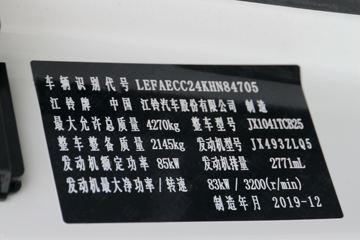 车辆识别代号 LEFAECC24KHN84705
江铃牌 中国 江铃汽车股份有限公司 制造
最大允许总质量 4270kg 整车型号 JX1041TCB25
整车整备质量 2145kg 发动机型号 JX493ZLQ5
发动机额定功率 85kW 发动机排量 2771mL
发动机最大净功率/转速 83kW/3200(r/min)
制造年月 2019-12